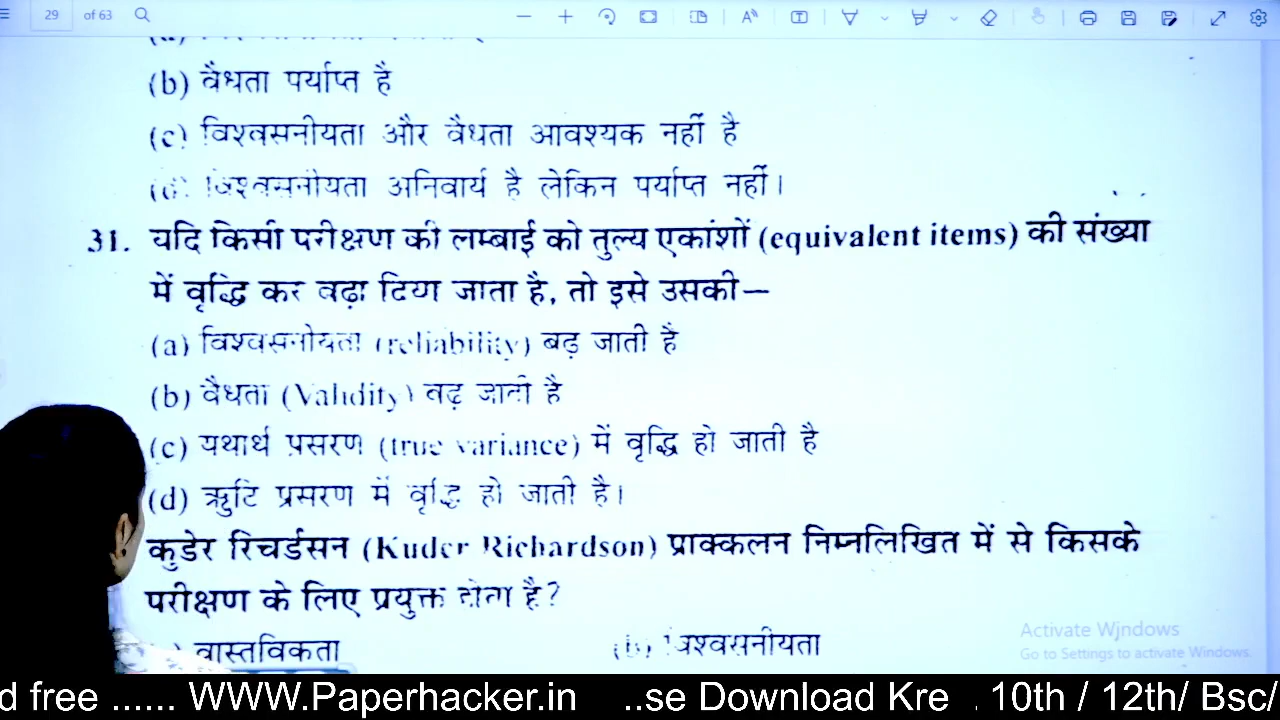 29 of 63
(b) वैधता पर्याप्त है
(c) विश्वसनीयता और वैधता आवश्यक नहीं है
(d) विश्वसनीयता अनिवार्य है लेकिन पर्याप्त नहीं।
31. यदि किसी परीक्षण की लम्बाई को तुल्य एकांशों (equivalent items) की संख्या
में वृद्धि कर बढ़ा दिया जाता है, तो इसे उसकी—
(a) विश्वसनीयता (reliability) बढ़ जाती है
(b) वैधता (Validity) बढ़ जाती है
(c) यथार्थ प्रसरण (true variance) में वृद्धि हो जाती है
(d) त्रुटि प्रसरण में वृद्धि हो जाती है।
कुडेर रिचर्डसन (Kuder Richardson) प्राक्कलन निम्नलिखित में से किसके
परीक्षण के लिए प्रयुक्त होता है?
वास्तविकता (b) विश्वसनीयता
Activate Windows
Go to Settings to activate Windows.
d free ...... WWW.Paperhacker.in ..se Download Kre . 10th / 12th/ Bsc/